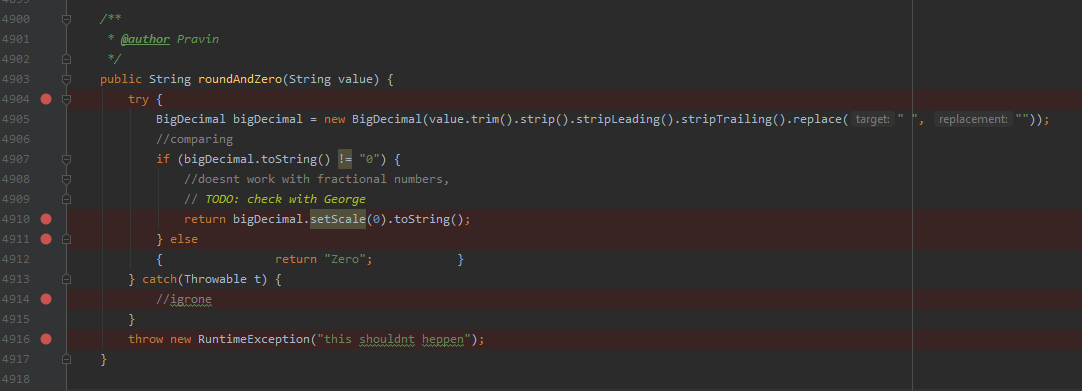 4899
4900 /**
4901 * @author Pravin
4902 */
4903 public String roundAndZero(String value) {
4904 try {
4905 BigDecimal bigDecimal = new BigDecimal(value.trim().strip().stripLeading().stripTrailing().replace( target: " ", replacement: ""));
4906 //comparing
4907 if (bigDecimal.toString() != "0") {
4908 //doesnt work with fractional numbers,
4909 // TODO: check with George
4910 return bigDecimal.setScale(0).toString();
4911 } else
4912 { return "Zero"; }
4913 } catch(Throwable t) {
4914 //igrone
4915 }
4916 throw new RuntimeException("this shouldnt heppen");
4917 }
4918